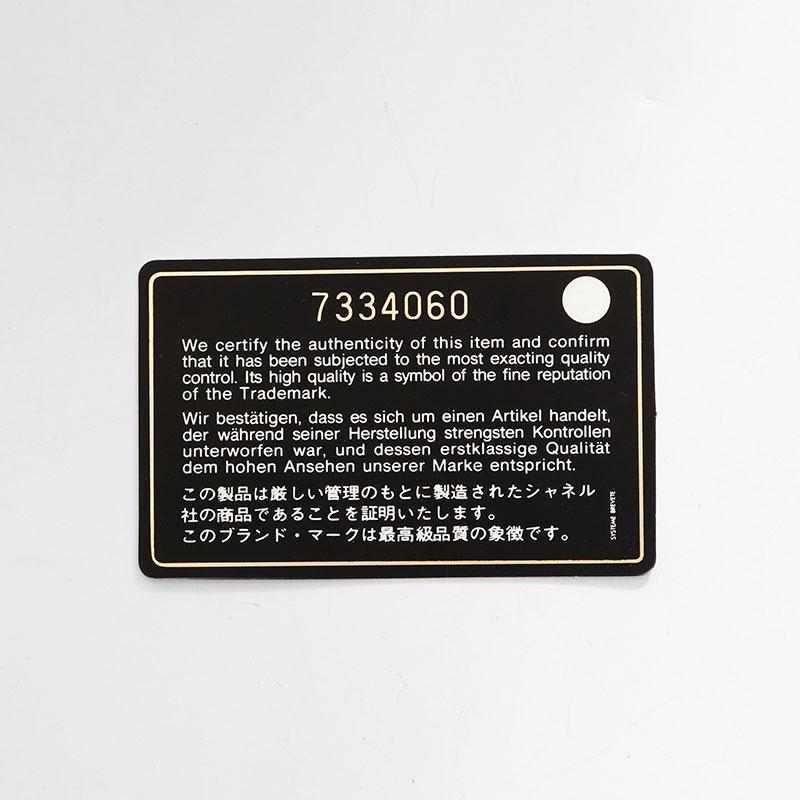 7334060
We certify the authenticity of this item and confirm
that it has been subjected to the most exacting quality
control. Its high quality is a symbol of the fine reputation
of the Trademark.
Wir bestätigen, dass es sich um einen Artikel handelt,
der während seiner Herstellung strengsten Kontrollen
unterworfen war, und dessen erstklassige Qualität
dem hohen Ansehen unserer Marke entspricht.
この製品は厳しい管理のもとに製造されたシャネル
社の商品であることを証明いたします。
このブランド・マークは最高級品質の象徴です。
SYSTEME BREVETE